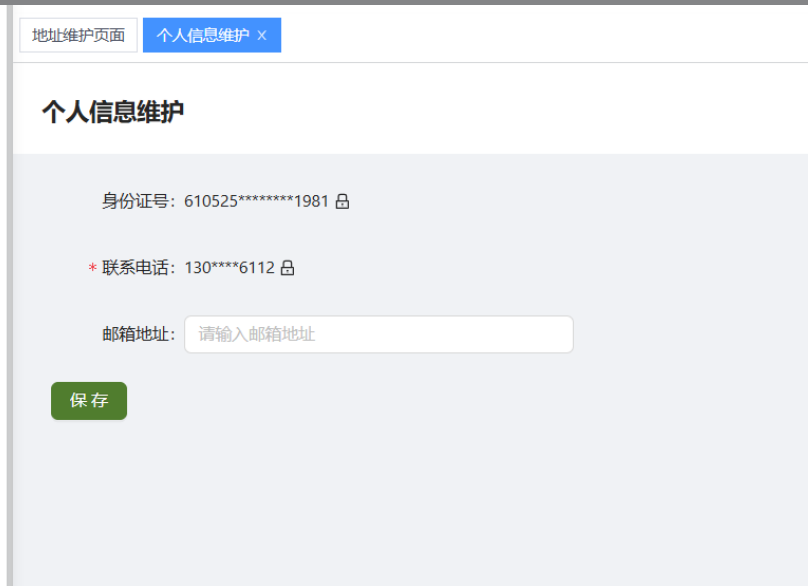 地址维护页面 个人信息维护 X
个人信息维护
身份证号: 610525********1981
* 联系电话: 130****6112
邮箱地址: 请输入邮箱地址
保存